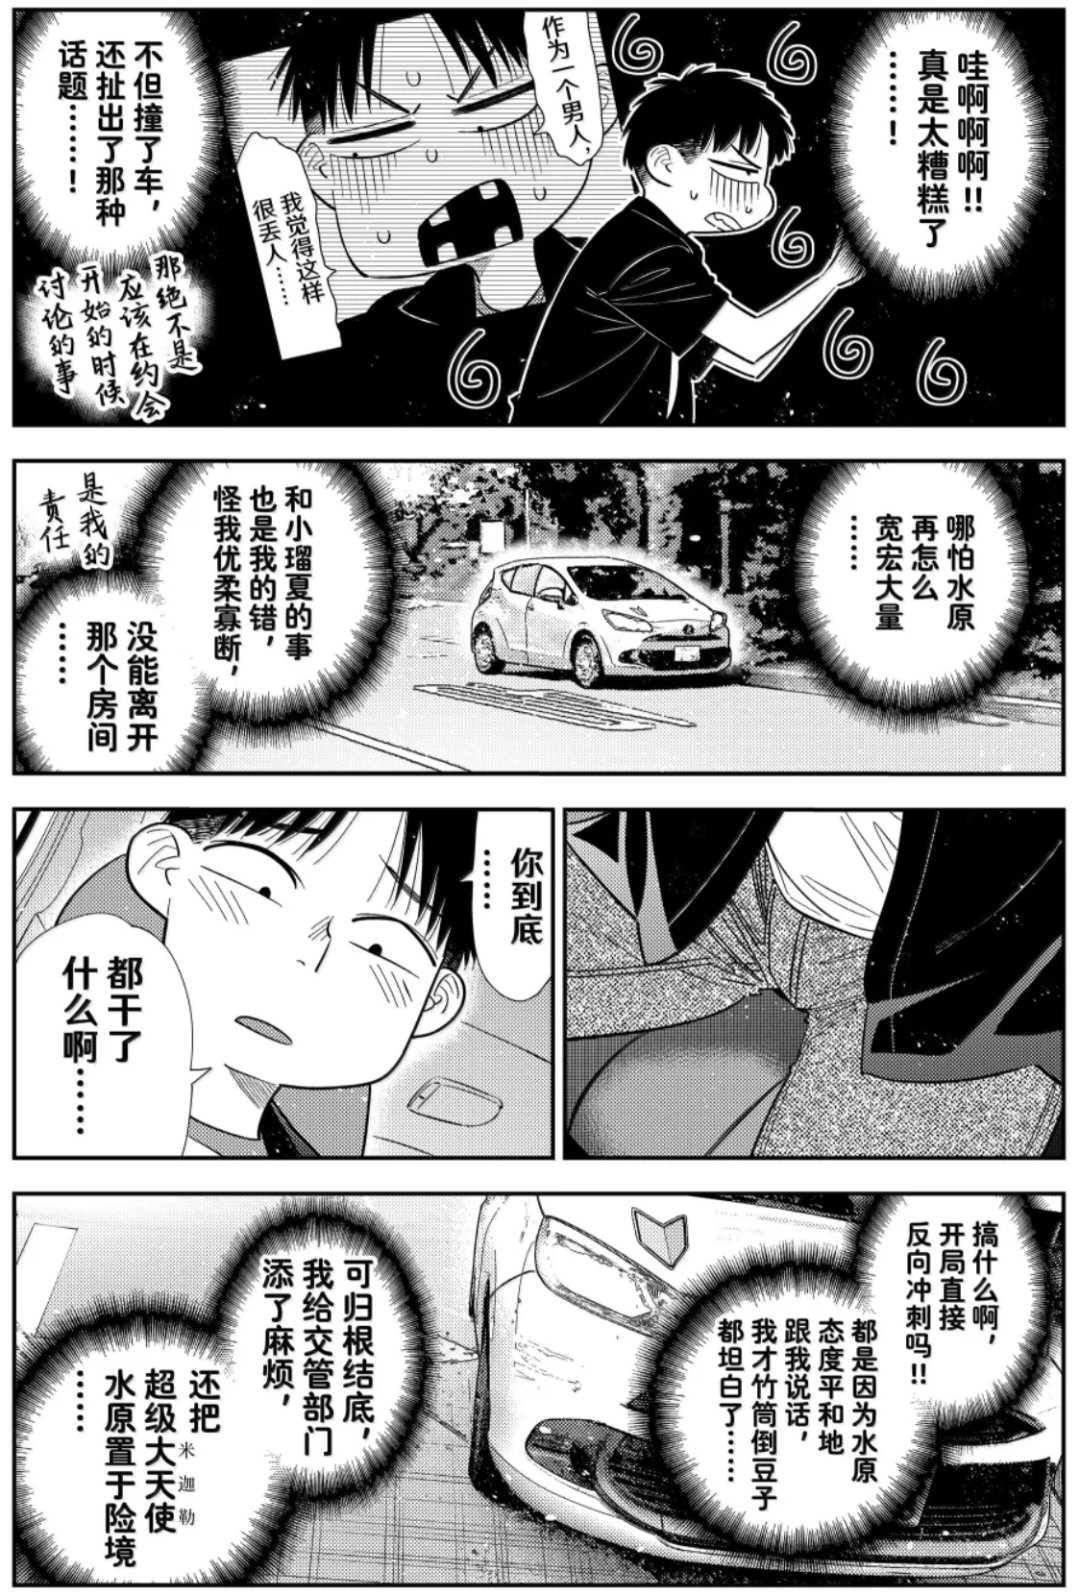 哇啊啊啊!!
真是太糟糕了
……!
作为一个男人，
我觉得这样
很丢人……
不但撞了车，
还扯出了那种
话题……!
那绝不是
应该在约会
开始的时候
讨论的事
哪怕水原
再怎么
宽宏大量
……
和小瑠夏的事
也是我的错，
怪我优柔寡断，
没能离开
那个房间
……
是我的
责任
你到底
……
都干了
什么啊……
搞什么啊，
开局直接
反向冲刺吗!!
都是因为水原
态度平和地
跟我说话，
我才竹筒倒豆子
都坦白了……
可归根结底，
我给交管部门
添了麻烦，
还把
超级大天使
米迦勒
水原置于险境
……